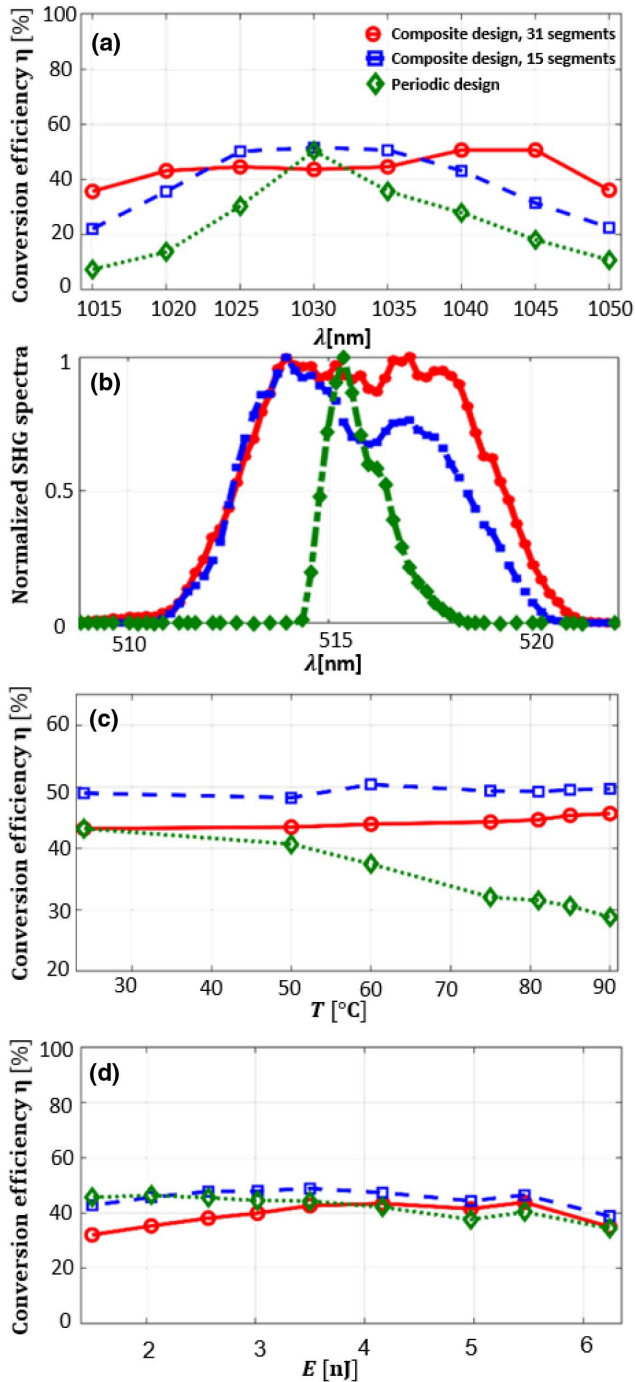 Conversion efficiency η [%]
(a)
Composite design, 31 segments
Composite design, 15 segments
Periodic design
100
80
60
40
20
0
1015 1020 1025 1030 1035 1040 1045 1050
λ[nm]
Normalized SHG spectra
(b)
1
0.5
0
510 515 520
λ[nm]
Conversion efficiency η [%]
(c)
60
50
40
30
20
30 40 50 60 70 80 90
T [°C]
Conversion efficiency η [%]
(d)
100
80
60
40
20
0
2 3 4 5 6
E [nJ]